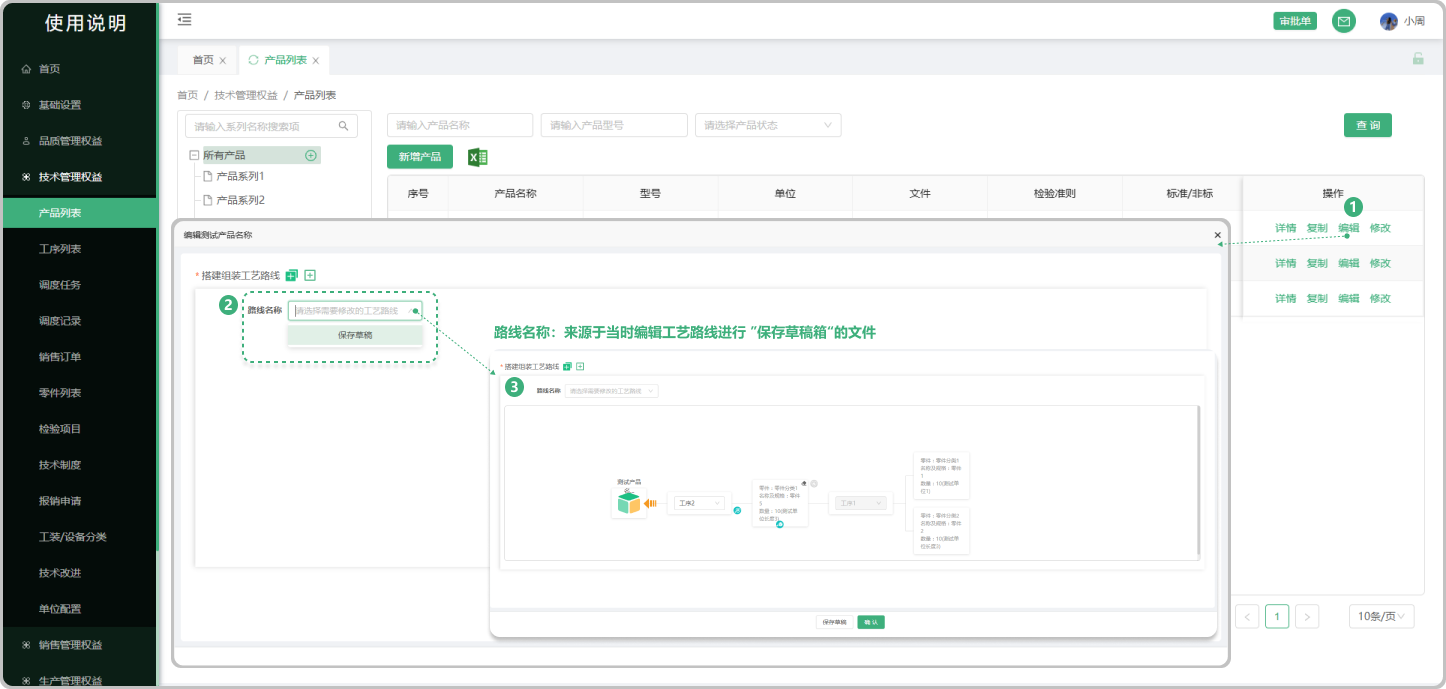 使用说明
首页
基础设置
品质管理权益
技术管理权益
产品列表
工序列表
调度任务
调度记录
销售订单
零件列表
检验项目
技术制度
报销申请
工装/设备分类
技术改进
单位配置
销售管理权益
生产管理权益
审批单
小周
首页 产品列表
首页 / 技术管理权益 / 产品列表
请输入系列名称搜索项
所有产品
产品系列1
产品系列2
请输入产品名称 请输入产品型号 请选择产品状态 查询
新增产品
序号 产品名称 型号 单位 文件 检验准则 标准/非标 操作
1
详情 复制 编辑 修改
详情 复制 编辑 修改
详情 复制 编辑 修改
编辑测试产品名称
* 搭建组装工艺路线
2
路线名称 请选择需要修改的工艺路线
保存草稿
路线名称：来源于当时编辑工艺路线进行 ”保存草稿箱“的文件
* 搭建组装工艺路线
3
路线名称 请选择需要修改的工艺路线
测试产品
工序2
零件：零件分类1
名称及规格：零件
3
数量：10(测试单
位长度3)
工序1
零件：零件分类1
名称及规格：零件
1
数量：10(测试单
位1)
零件：零件分类2
名称及规格：零件
2
数量：10(测试单
位长度3)
保存草稿 确认
1
10条/页